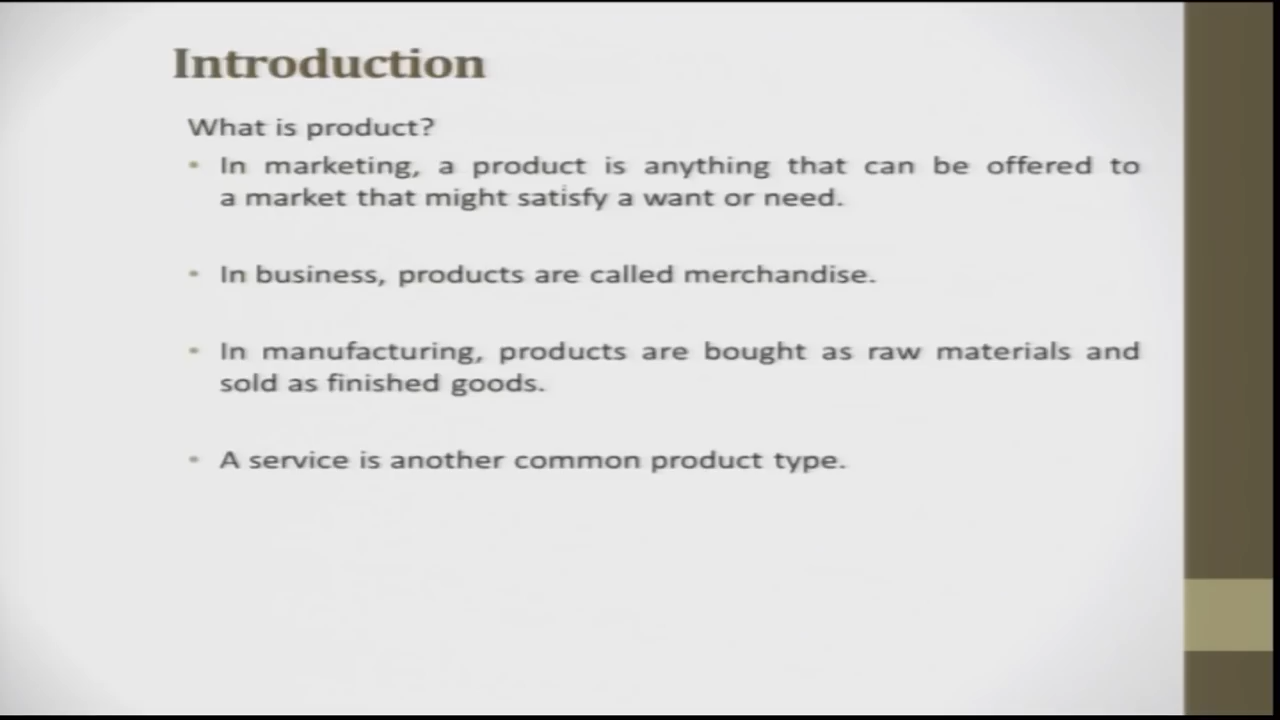 Introduction
What is product?
• In marketing, a product is anything that can be offered to
a market that might satisfy a want or need.
• In business, products are called merchandise.
• In manufacturing, products are bought as raw materials and
sold as finished goods.
• A service is another common product type.